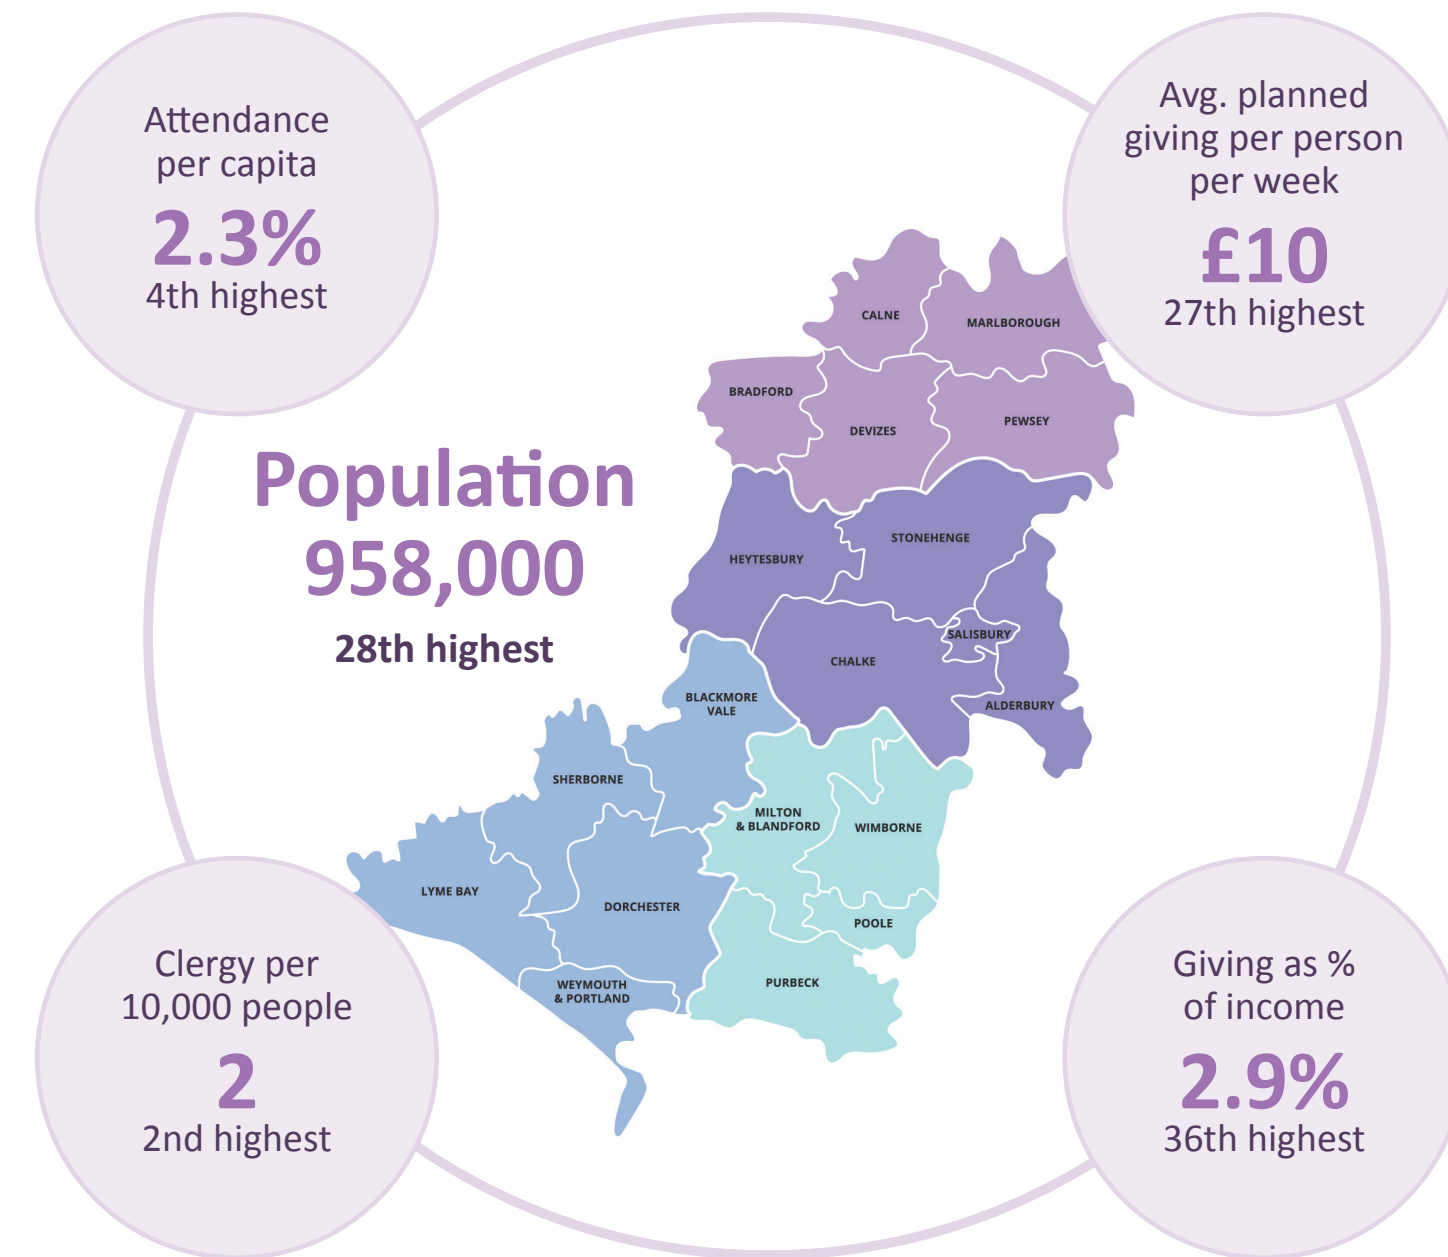 Attendance
per capita
2.3%
4th highest
Avg. planned
giving per person
per week
£10
27th highest
Population
958,000
28th highest
CALNE
MARLBOROUGH
BRADFORD
DEVIZES
PEWSEY
HEYTESBURY
STONEHENGE
SALISBURY
CHALKE
ALDERBURY
BLACKMORE
VALE
SHERBORNE
MILTON
& BLANDFORD
WIMBORNE
LYME BAY
DORCHESTER
POOLE
WEYMOUTH
& PORTLAND
PURBECK
Clergy per
10,000 people
2
2nd highest
Giving as %
of income
2.9%
36th highest